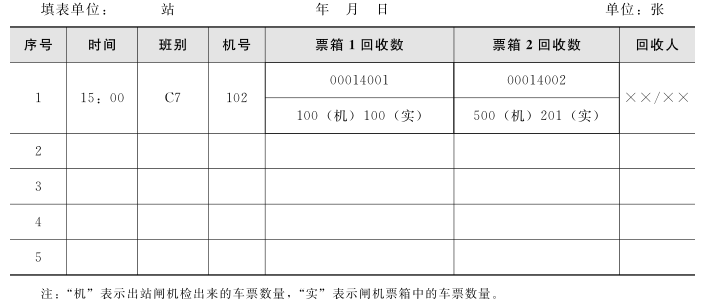 填表单位： 站 年 月 日 单位：张
序号 时间 班别 机号 票箱 1 回收数 票箱 2 回收数 回收人
00014001 00014002
1 15：00 C7 102 ××/××
100（机）100（实） 500（机）201（实）
2
3
4
5
注：“机”表示出站闸机检出来的车票数量，“实”表示闸机票箱中的车票数量。